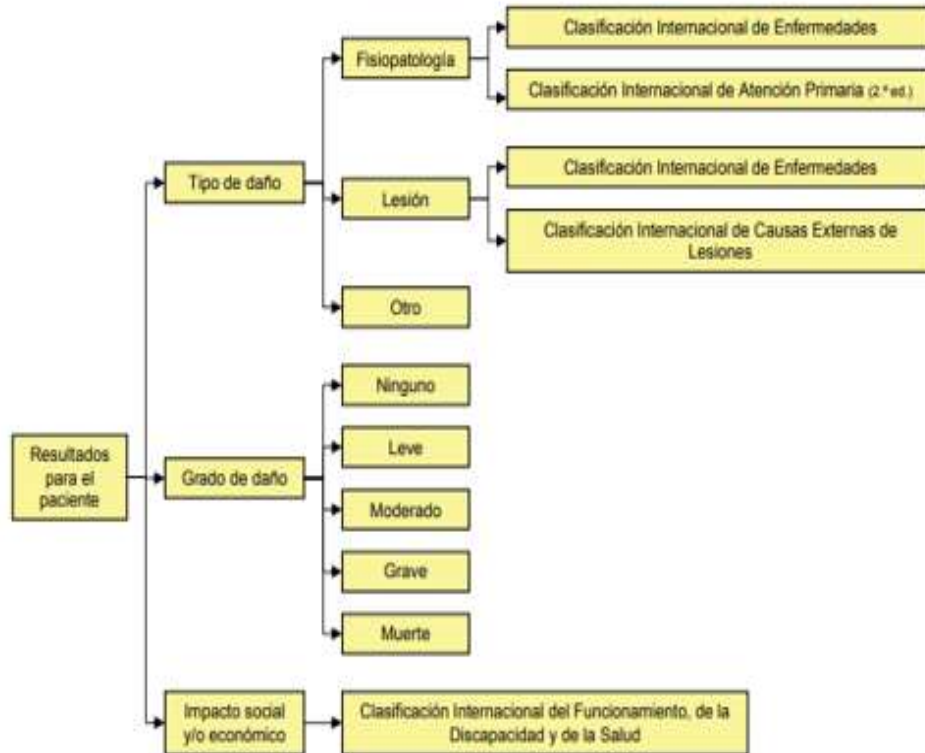 Clasificación Internacional de Enfermedades
Fisiopatología
Clasificación Internacional de Atención Primaria (2.ª ed.)
Clasificación Internacional de Enfermedades
Tipo de daño
Lesión
Clasificación Internacional de Causas Externas de
Lesiones
Otro
Ninguno
Leve
Resultados
para el
paciente
Grado de daño
Moderado
Grave
Muerte
Impacto social
y/o económico
Clasificación Internacional del Funcionamiento, de la
Discapacidad y de la Salud